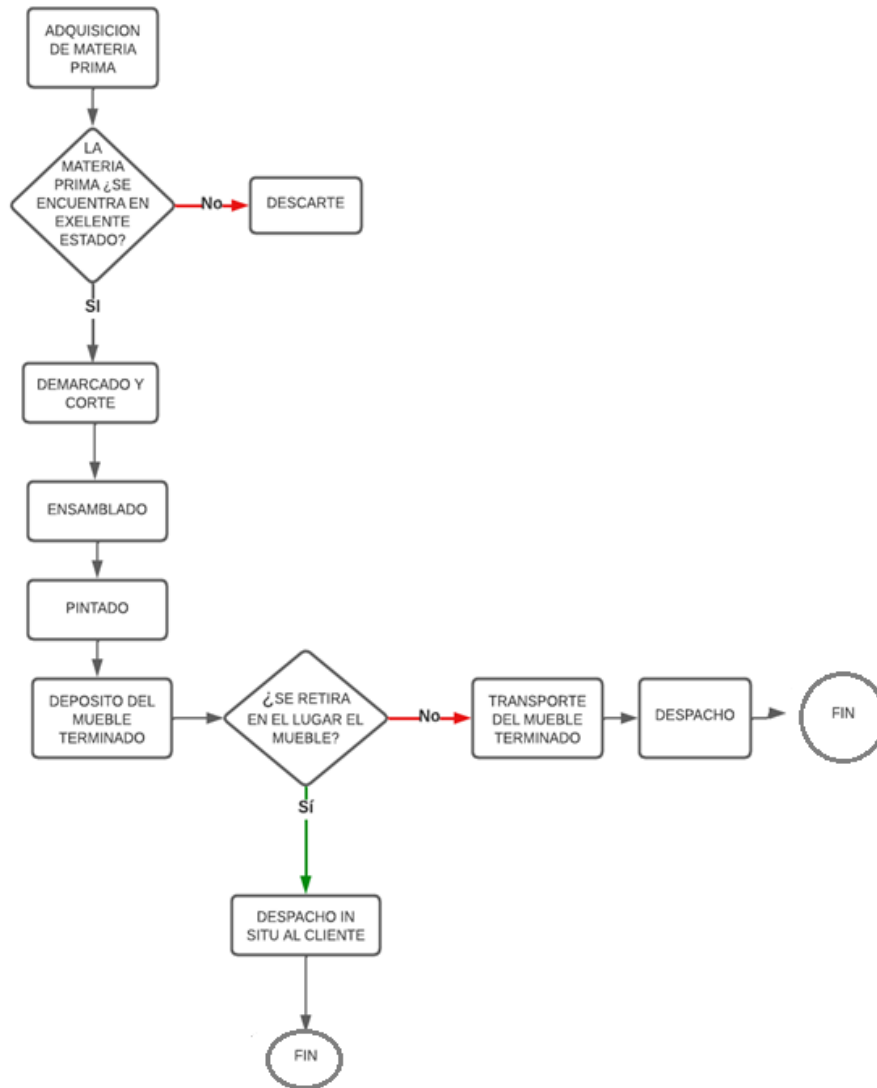 ADQUISICION
DE MATERIA
PRIMA
LA
MATERIA
PRIMA ¿SE
ENCUENTRA EN
EXELENTE
ESTADO?
No
DESCARTE
SI
DEMARCADO Y
CORTE
ENSAMBLADO
PINTADO
DEPOSITO DEL
MUEBLE
TERMINADO
¿SE RETIRA
EN EL LUGAR EL
MUEBLE?
No
TRANSPORTE
DEL MUEBLE
TERMINADO
DESPACHO
FIN
Sí
DESPACHO IN
SITU AL CLIENTE
FIN